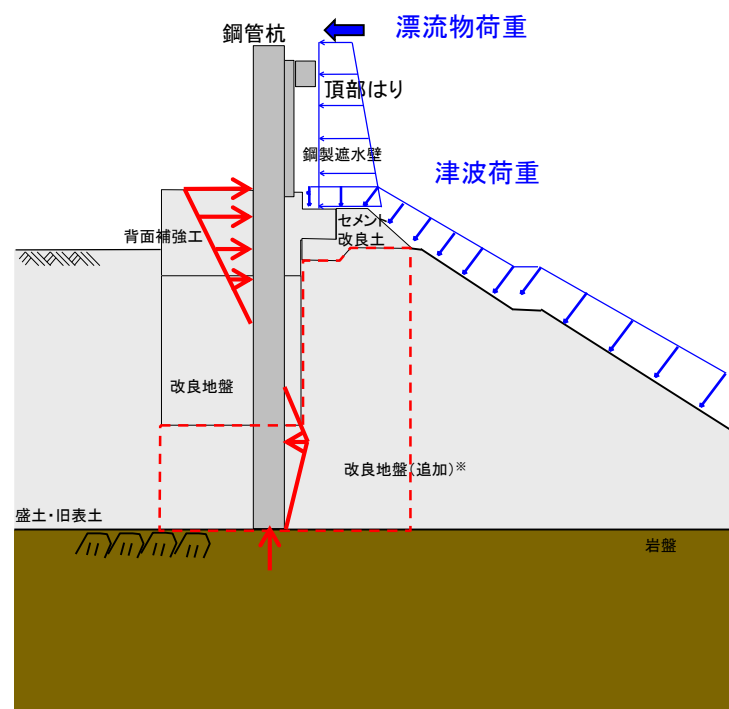 鋼管杭
漂流物荷重
頂部はり
鋼製遮水壁
津波荷重
セメント
改良土
背面補強工
改良地盤
改良地盤(追加)※
盛土・旧表土
岩盤